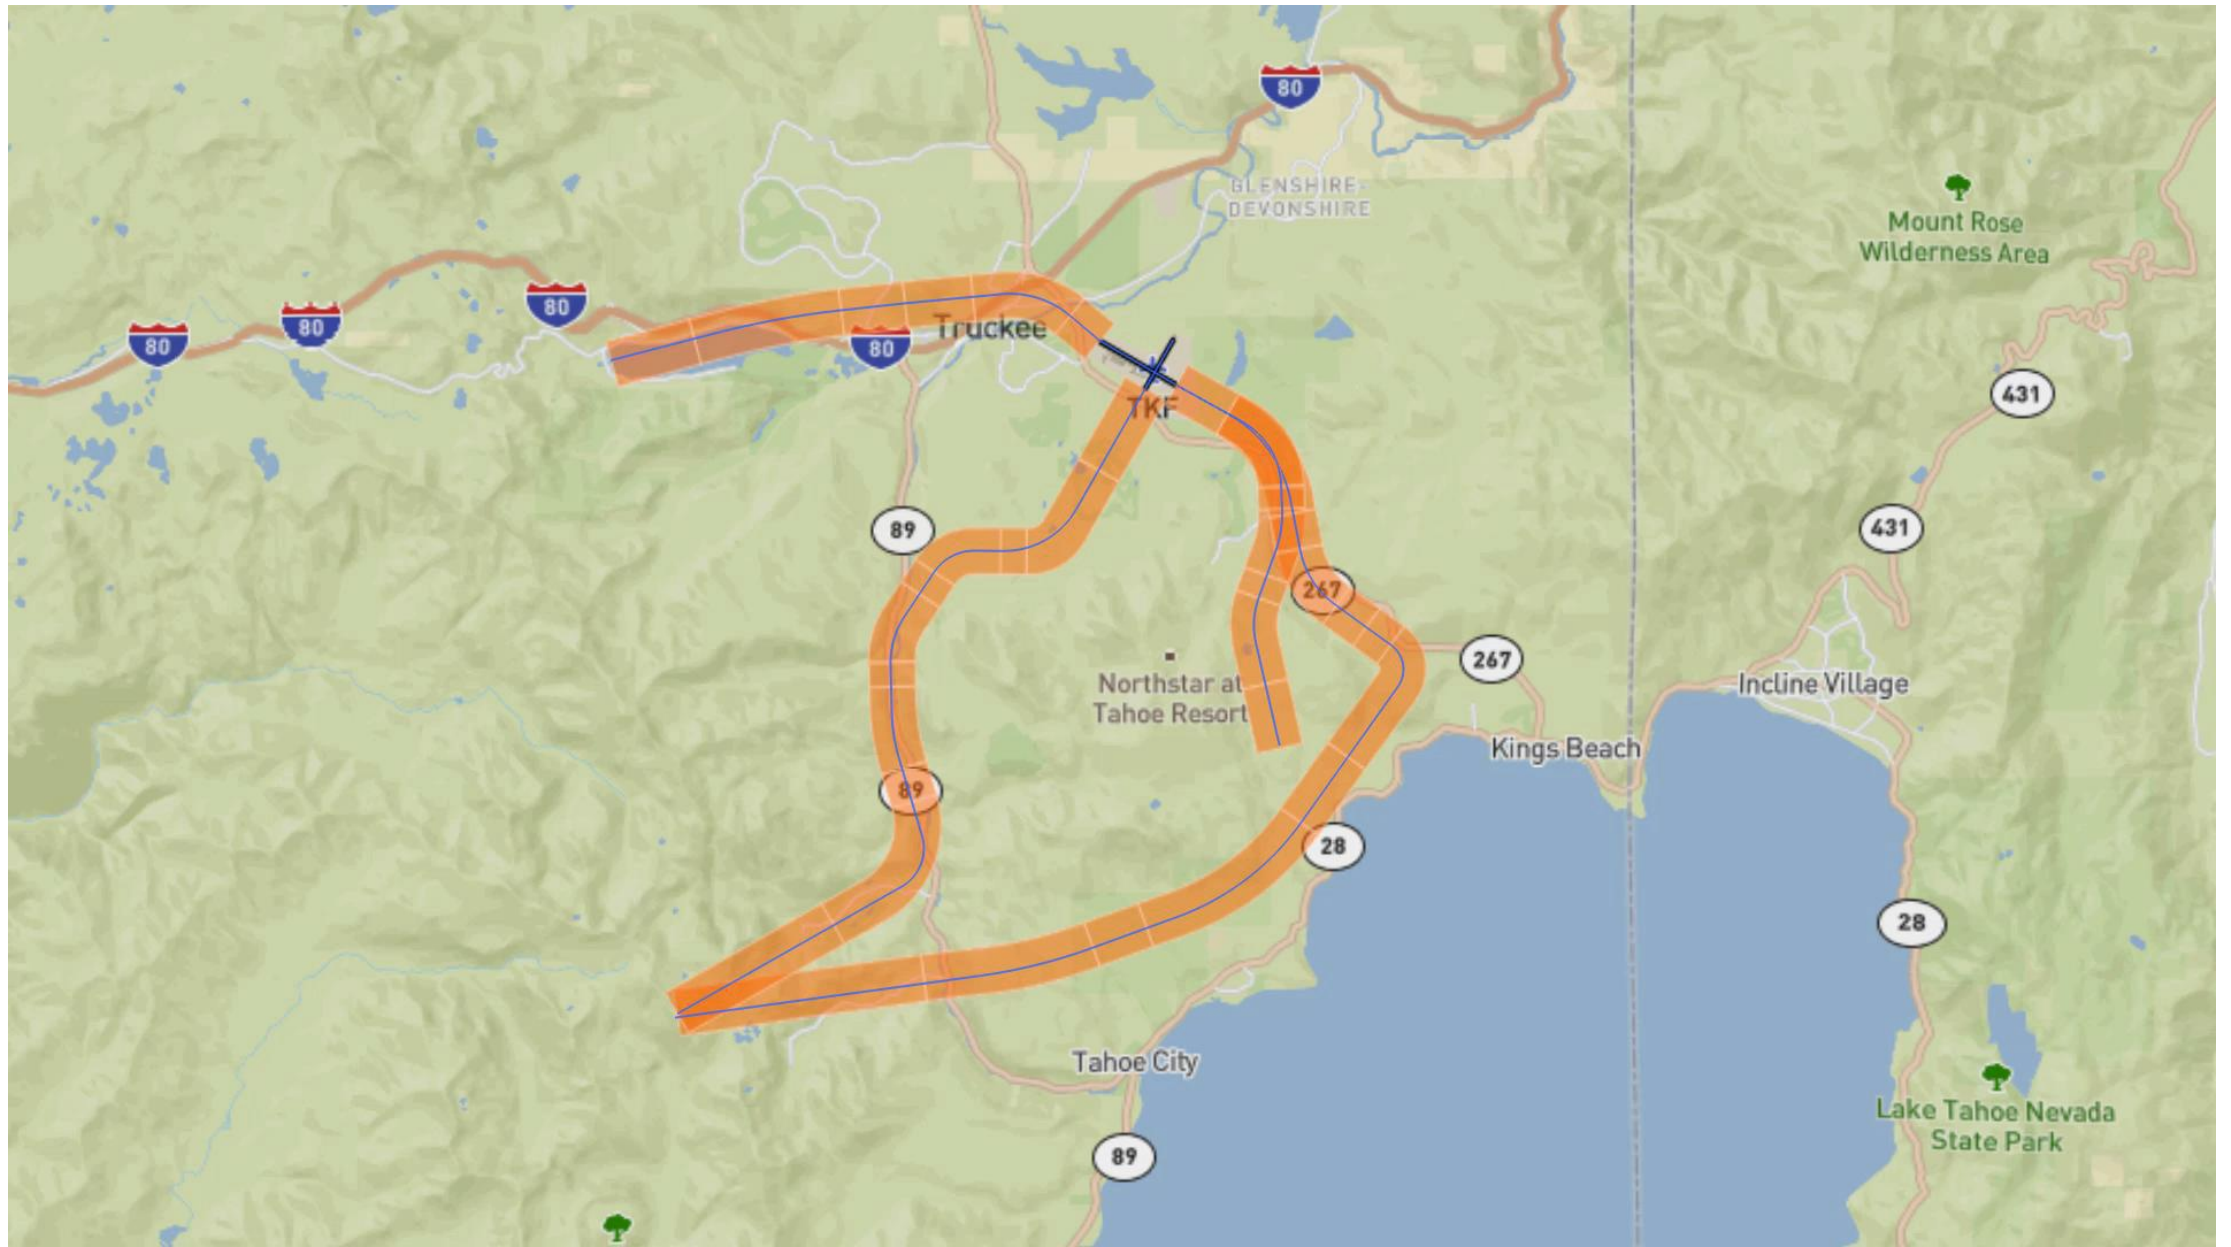 80
GLENSHIRE-
DEVONSHIRE
Mount Rose
Wilderness Area
80
80
80
Truckee
80
TKF
431
431
89
267
267
Northstar at
Tahoe Resort
Incline Village
Kings Beach
89
28
28
Tahoe City
Lake Tahoe Nevada
State Park
89